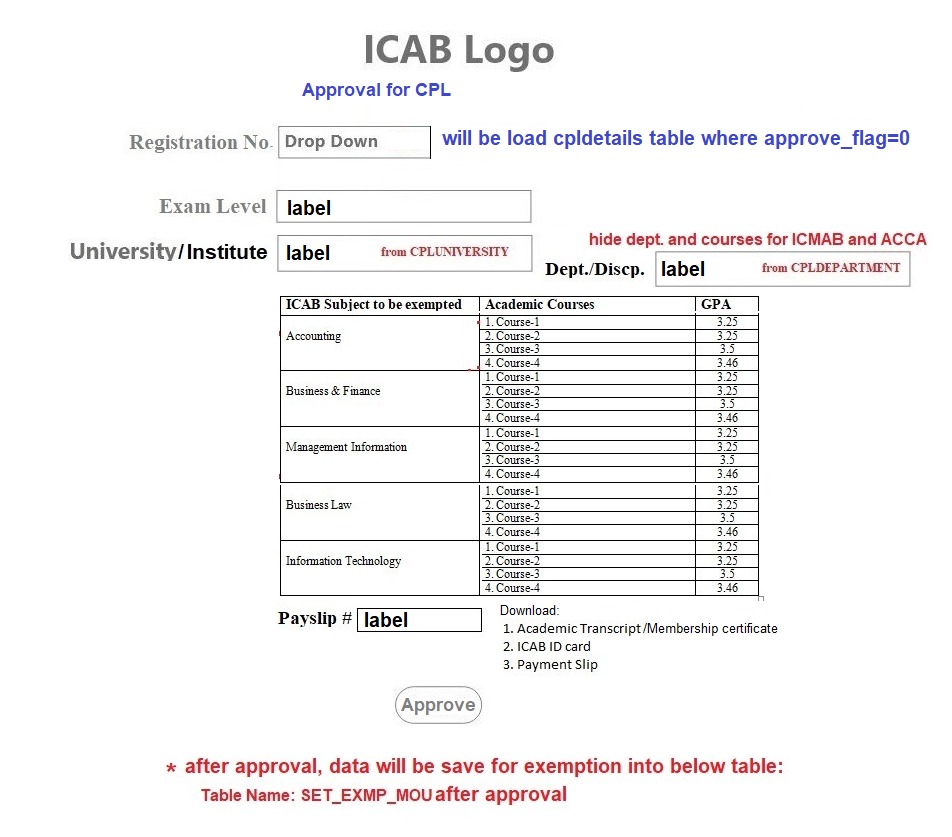 ICAB Logo
Approval for CPL
Registration No. Drop Down will be load cpldetails table where approve_flag=0
Exam Level label
hide dept. and courses for ICMAB and ACCA
University/Institute label from CPLUNIVERSITY
Dept./Discp. label from CPLDEPARTMENT
ICAB Subject to be exempted Academic Courses GPA
1. Course-1 3.25
Accounting 2. Course-2 3.25
3. Course-3 3.5
4. Course-4 3.46
1. Course-1 3.25
Business & Finance 2. Course-2 3.25
3. Course-3 3.5
4. Course-4 3.46
1. Course-1 3.25
Management Information 2. Course-2 3.25
3. Course-3 3.5
4. Course-4 3.46
1. Course-1 3.25
Business Law 2. Course-2 3.25
3. Course-3 3.5
4. Course-4 3.46
1. Course-1 3.25
Information Technology 2. Course-2 3.25
3. Course-3 3.5
4. Course-4 3.46
Payslip # label
Download:
1. Academic Transcript/Membership certificate
2. ICAB ID card
3. Payment Slip
Approve
* after approval, data will be save for exemption into below table:
Table Name: SET_EXMP_MOU after approval